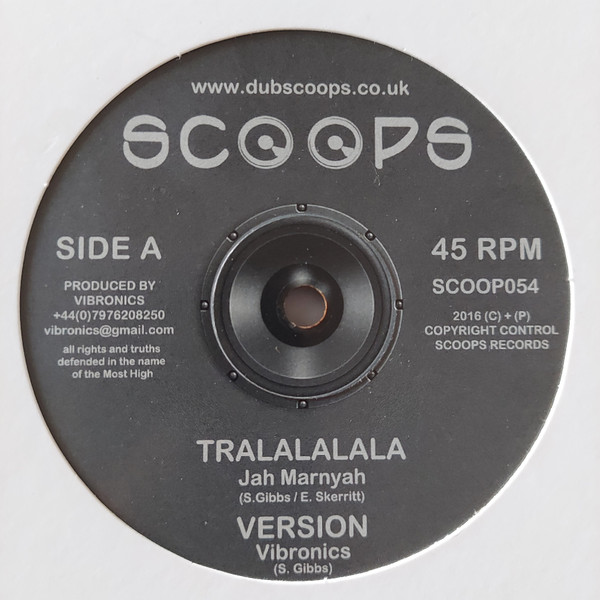 www.dubscoops.co.uk
SCOOPS
SIDE A
45 RPM
PRODUCED BY
VIBRONICS
+44(0)7976208250
vibronics@gmail.com
all rights and truths
defended in the name
of the Most High
SCOOP054
2016 (C) + (P)
COPYRIGHT CONTROL
SCOOPS RECORDS
TRALALALALA
Jah Marnyah
(S.Gibbs / E. Skerritt)
VERSION
Vibronics
(S. Gibbs)